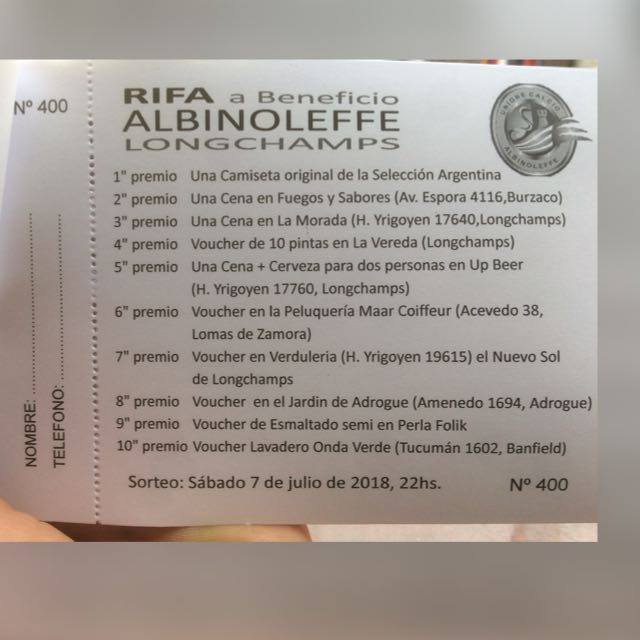 Nº 400
NOMBRE: ........................
TELEFONO: ........................
RIFA a Beneficio
ALBINOLEFFE
LONGCHAMPS
UNIONE CALCIO
ALBINOLEFFE
1" premio Una Camiseta original de la Selección Argentina
2" premio Una Cena en Fuegos y Sabores (Av. Espora 4116,Burzaco)
3" premio Una Cena en La Morada (H. Yrigoyen 17640,Longchamps)
4" premio Voucher de 10 pintas en La Vereda (Longchamps)
5" premio Una Cena + Cerveza para dos personas en Up Beer
(H. Yrigoyen 17760, Longchamps)
6" premio Voucher en la Peluquería Maar Coiffeur (Acevedo 38,
Lomas de Zamora)
7" premio Voucher en Verduleria (H. Yrigoyen 19615) el Nuevo Sol
de Longchamps
8" premio Voucher en el Jardin de Adrogue (Amenedo 1694, Adrogue)
9" premio Voucher de Esmaltado semi en Perla Folik
10" premio Voucher Lavadero Onda Verde (Tucumán 1602, Banfield)
Sorteo: Sábado 7 de julio de 2018, 22hs.
Nº 400